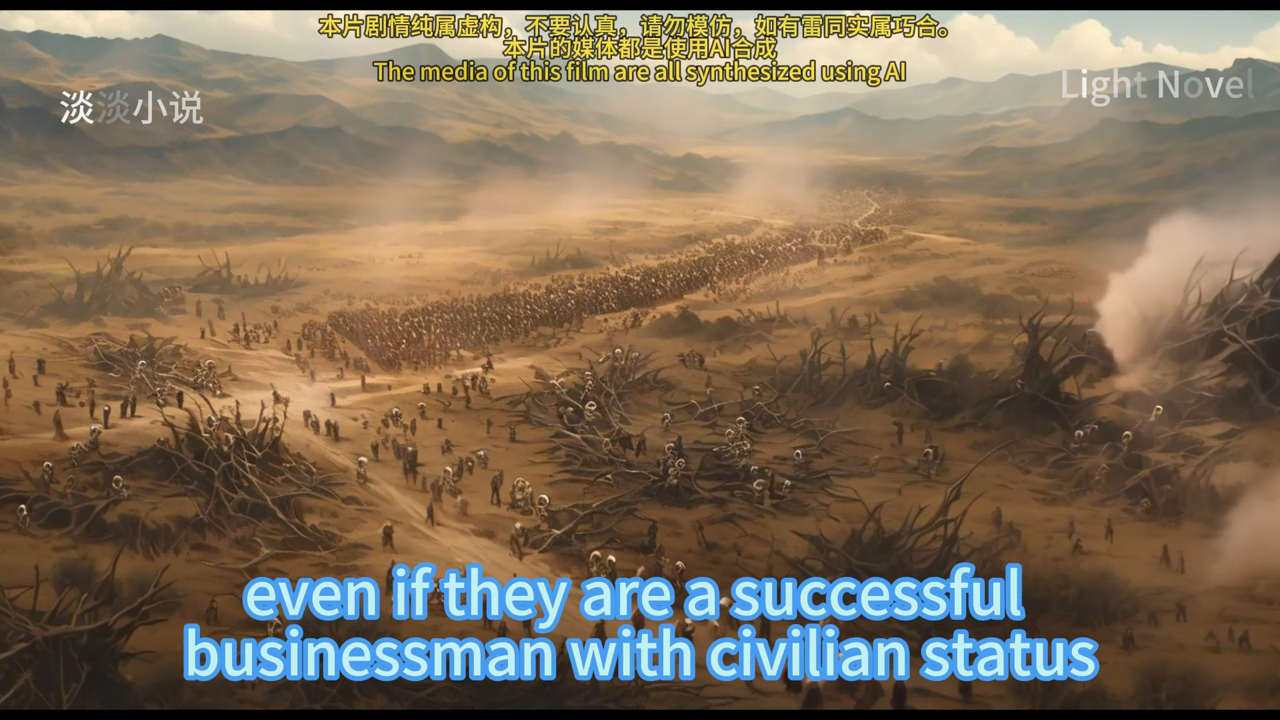 本片剧情纯属虚构，不要认真，请勿模仿，如有雷同实属巧合。
本片的媒体都是使用AI合成
The media of this film are all synthesized using AI
淡淡小说
Light Novel
even if they are a successful
businessman with civilian status